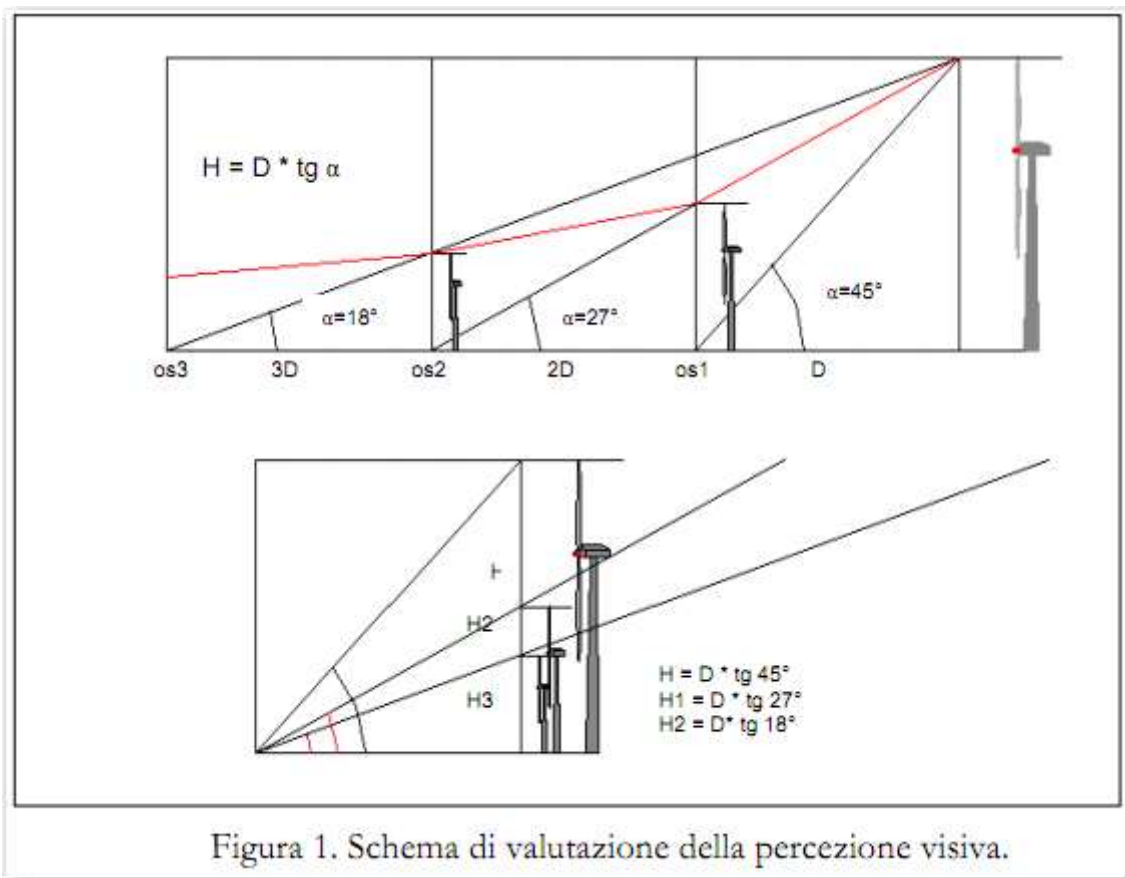 H = D * tg α
α=18°
α=27°
α=45°
os3 3D os2 2D os1 D
H
H2
H3
H = D * tg 45°
H1 = D * tg 27°
H2 = D* tg 18°
Figura 1. Schema di valutazione della percezione visiva.